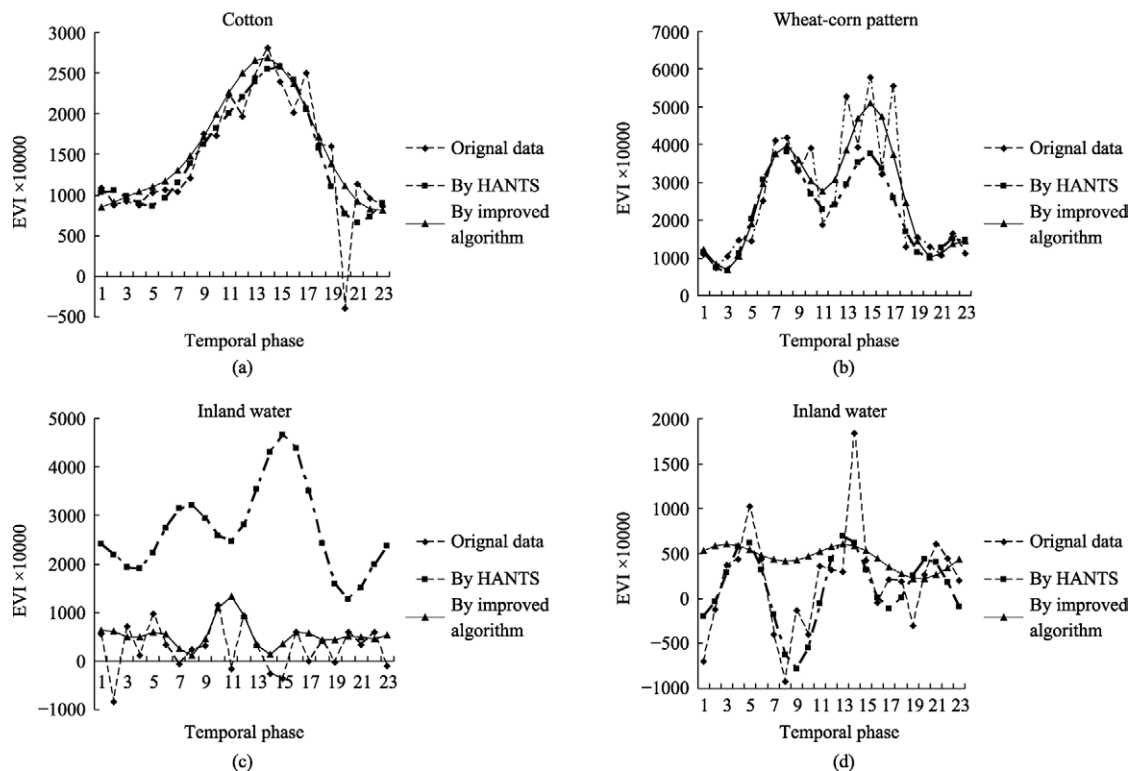 Cotton
3000
2500
2000
1500
1000
500
0
−500
EVI ×10000
1 3 5 7 9 11 13 15 17 19 21 23
Temporal phase
Orignal data
By HANTS
By improved
algorithm
(a)
Wheat-corn pattern
7000
6000
5000
4000
3000
2000
1000
0
EVI ×10000
1 3 5 7 9 11 13 15 17 19 21 23
Temporal phase
Orignal data
By HANTS
By improved
algorithm
(b)
Inland water
5000
4000
3000
2000
1000
0
−1000
EVI ×10000
1 3 5 7 9 11 13 15 17 19 21 23
Temporal phase
Orignal data
By HANTS
By improved
algorithm
(c)
Inland water
2000
1500
1000
500
0
−500
−1000
EVI ×10000
1 3 5 7 9 11 13 15 17 19 21 23
Temporal phase
Orignal data
By HANTS
By improved
algorithm
(d)